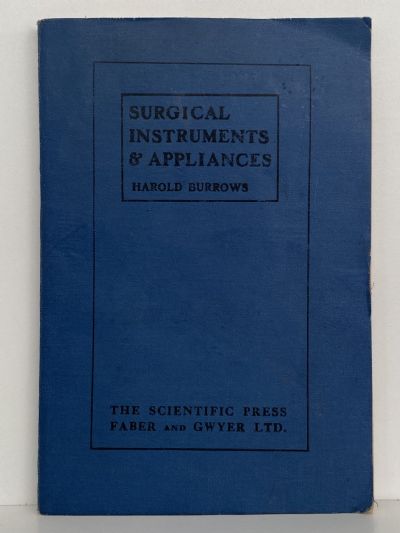 SURGICAL
INSTRUMENTS
& APPLIANCES
HAROLD BURROWS
THE SCIENTIFIC PRESS
FABER AND GWYER LTD.